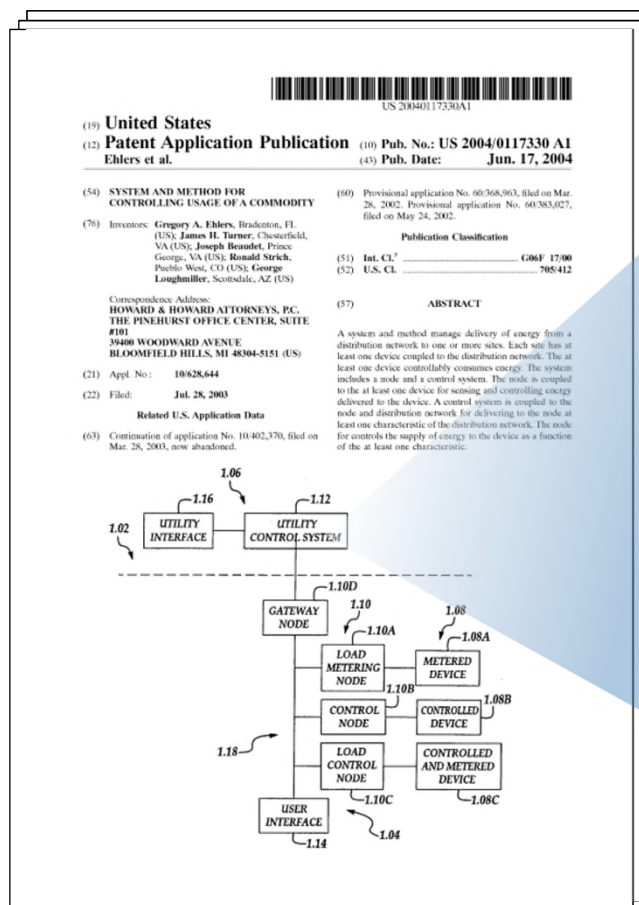 US 20040117330A1
(19) United States
(12) Patent Application Publication (10) Pub. No.: US 2004/0117330 A1
Ehlers et al. (43) Pub. Date: Jun. 17, 2004
(54) SYSTEM AND METHOD FOR
CONTROLLING USAGE OF A COMMODITY
(76) Inventors: Gregory A. Ehlers, Bradenton, FL
(US); James H. Turner, Chesterfield,
VA (US); Joseph Beaudet, Prince
George, VA (US); Ronald Strich,
Pueblo West, CO (US); George
Loughmiller, Scottsdale, AZ (US)
Correspondence Address:
HOWARD & HOWARD ATTORNEYS, P.C.
THE PINEHURST OFFICE CENTER, SUITE
#101
39400 WOODWARD AVENUE
BLOOMFIELD HILLS, MI 48304-5151 (US)
(21) Appl. No.: 10/628,644
(22) Filed: Jul. 28, 2003
Related U.S. Application Data
(63) Continuation of application No. 10/402,370, filed on
Mar. 28, 2003, now abandoned.
(60) Provisional application No. 60/368,963, filed on Mar.
28, 2002. Provisional application No. 60/383,027,
filed on May 24, 2002.
Publication Classification
(51) Int. Cl.7 ........ G06F 17/00
(52) U.S. Cl. ........ 705/412
(57) ABSTRACT
A system and method manage delivery of energy from a
distribution network to one or more sites. Each site has at
least one device coupled to the distribution network. The at
least one device controllably consumes energy. The system
includes a node and a control system. The node is coupled
to the at least one device for sensing and controlling energy
delivered to the device. A control system is coupled to the
node and distribution network for delivering to the node at
least one characteristic of the distribution network. The node
for controls the supply of energy to the device as a function
of the at least one characteristic.
1.06
1.16
1.12
UTILITY
INTERFACE
UTILITY
CONTROL SYSTEM
1.02
1.10D
GATEWAY
NODE
1.10
1.08
1.10A
1.08A
LOAD
METERING
NODE
METERED
DEVICE
1.10B
1.08B
CONTROL
NODE
CONTROLLED
DEVICE
1.18
LOAD
CONTROL
NODE
CONTROLLED
AND METERED
DEVICE
1.10C
1.08C
USER
INTERFACE
1.04
1.14